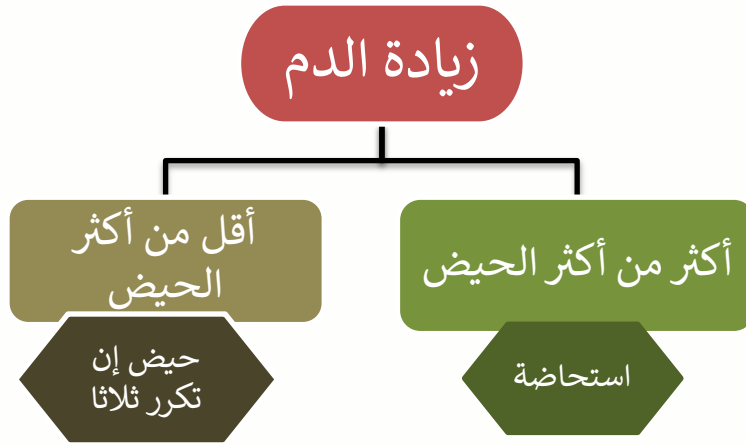 زيادة الدم
أكثر من أكثر الحيض
استحاضة
أقل من أكثر
الحيض
حيض إن
تكرر ثلاثا